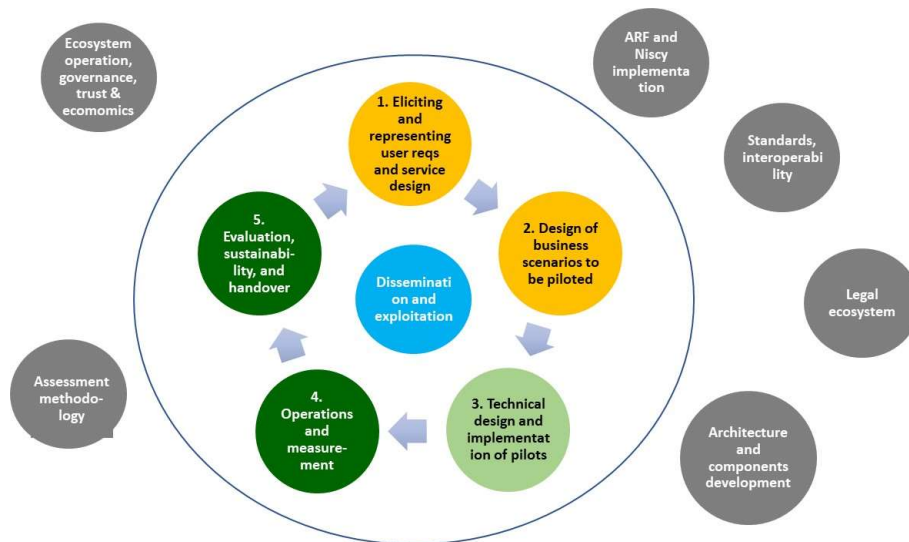 Ecosystem
operation,
governance,
trust &
ecomomics
ARF and
Niscy
implementa
tion
Standards,
interoperabi
lity
Legal
ecosystem
Architecture
and
components
development
Assessment
methodo-
logy
1. Eliciting
and
representing
user reqs
and service
design
2. Design of
business
scenarios to
be piloted
3. Technical
design and
implementat
ion of pilots
4.
Operations
and
measure-
ment
5.
Evaluation,
sustainabi-
lity, and
handover
Disseminati
on and
exploitation